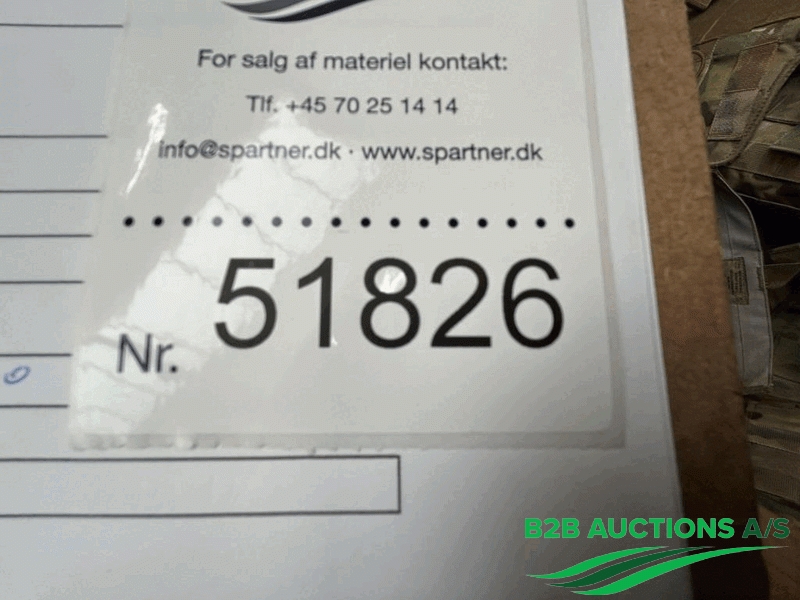 For salg af materiel kontakt:
Tlf. +45 70 25 14 14
info@spartner.dk · www.spartner.dk
Nr. 51826
B2B AUCTIONS A/S